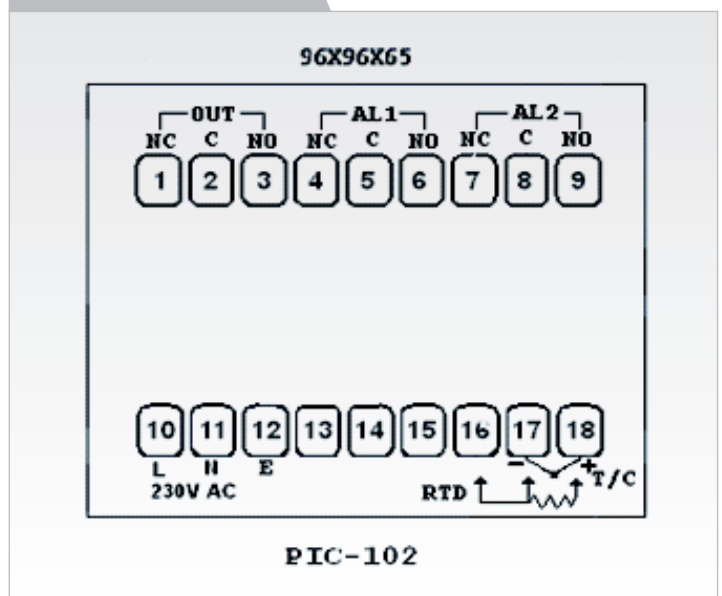 96X96X65
OUT AL1 AL2
NC C NO NC C NO NC C NO
1 2 3 4 5 6 7 8 9
10 11 12 13 14 15 16 17 18
L N E - +
230V AC RTD T/C
PIC-102